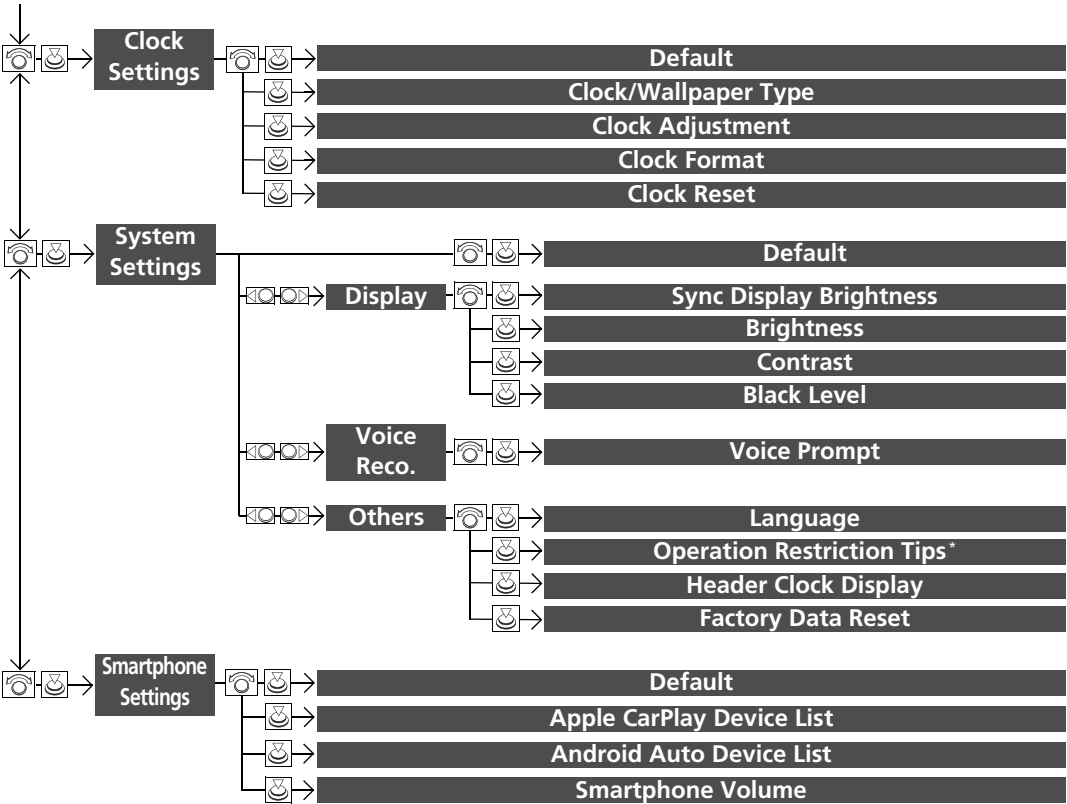 Clock
Settings
Default
Clock/Wallpaper Type
Clock Adjustment
Clock Format
Clock Reset
System
Settings
Default
Display
Sync Display Brightness
Brightness
Contrast
Black Level
Voice
Reco.
Voice Prompt
Others
Language
Operation Restriction Tips*
Header Clock Display
Factory Data Reset
Smartphone
Settings
Default
Apple CarPlay Device List
Android Auto Device List
Smartphone Volume